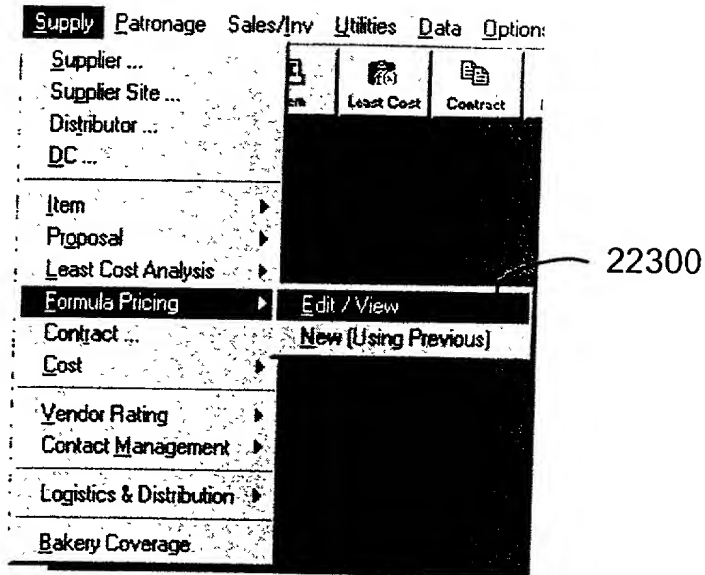 Supply Patronage Sales/Inv Utilities Data Option
Supplier ...
Supplier Site ...
Distributor ...
DC ...
Least Cost
Contract
Item
Proposal
Least Cost Analysis
Formula Pricing
Edit / View
22300
Contract ...
New (Using Previous)
Cost
Vendor Rating
Contact Management
Logistics & Distribution
Bakery Coverage